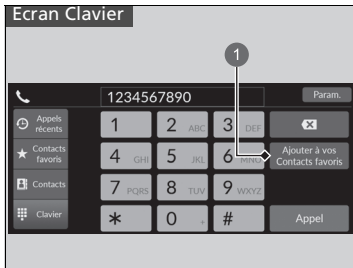 Ecran Clavier
1
1234567890
Param.
Appels
récents
1
2 ABC
3 DEF
Contacts
favoris
4 GHI
5 JKL
6 MNO
Ajouter à vos
Contacts favoris
Contacts
7 PQRS
8 TUV
9 WXYZ
Clavier
*
0 +
#
Appel